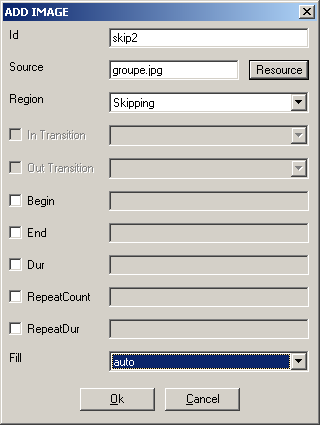 ADD IMAGE
Id skip2
Source groupe.jpg Resource
Region Skipping
In Transition
Out Transition
Begin
End
Dur
RepeatCount
RepeatDur
Fill auto
Ok Cancel